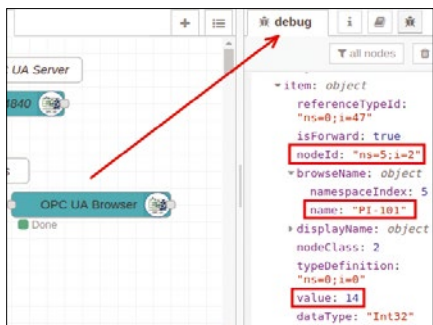 debug
i
all nodes
UA Server
4840
s
OPC UA Browser
Done
item: object
referenceTypeId:
"ns=0;i=47"
isForward: true
nodeId: "ns=5;i=2"
browseName: object
namespaceIndex: 5
name: "PI-101"
displayName: object
nodeClass: 2
typeDefinition:
"ns=0;i=0"
value: 14
dataType: "Int32"